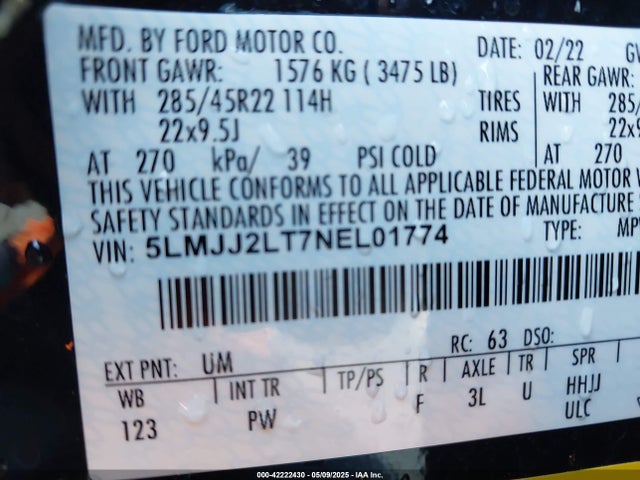 MFD. BY FORD MOTOR CO. DATE: 02/22
FRONT GAWR: 1576 KG ( 3475 LB) REAR GAWR:
WITH 285/45R22 114H TIRES WITH 285/
22x9.5J RIMS
AT 270 kPa/ 39 PSI COLD AT 270
THIS VEHICLE CONFORMS TO ALL APPLICABLE FEDERAL MOTOR
SAFETY STANDARDS IN EFFECT ON THE DATE OF MANUFACTURE
VIN: 5LMJJ2LT7NEL01774 TYPE:
RC: 63 DSO:
EXT PNT: UM
WB INT TR TP/PS R AXLE TR SPR
123 PW F 3L U HHJJ
ULC
000-42222430 - 05/09/2025 - IAA Inc.